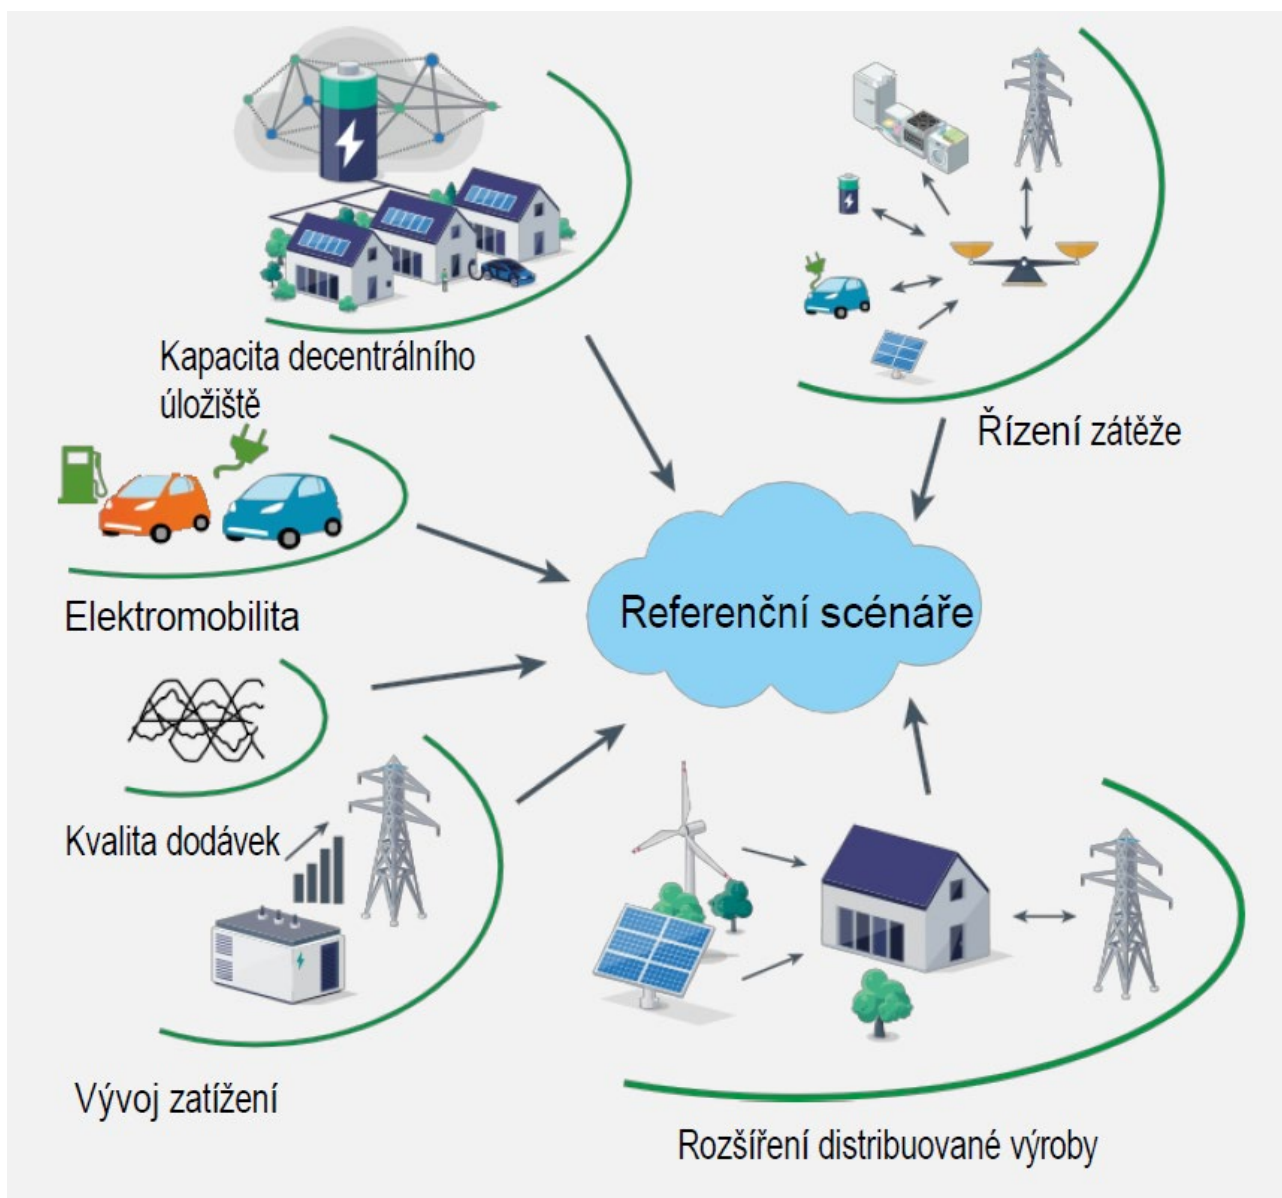 Kapacita decentrálního
úložiště
Řízení zátěže
Elektromobilita
Referenční scénáře
Kvalita dodávek
Vývoj zatížení
Rozšíření distribuované výroby